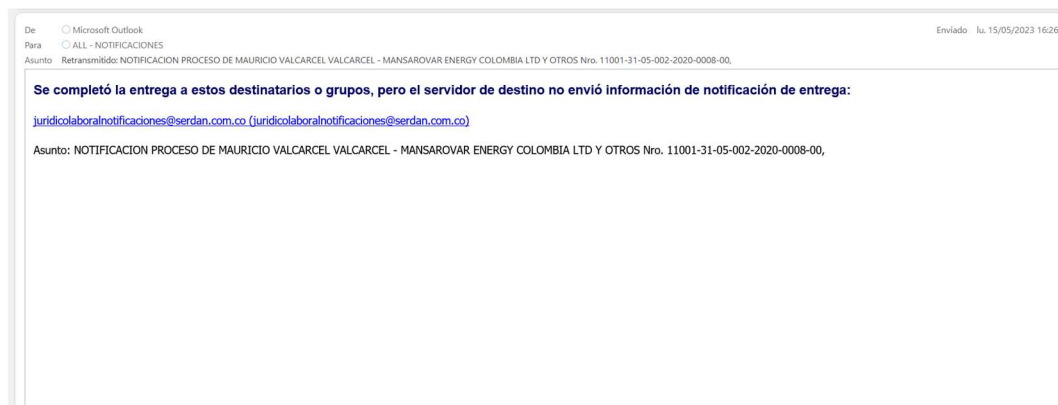 De Microsoft Outlook Enviado lu. 15/05/2023 16:26
Para ALL - NOTIFICACIONES
Asunto Retransmitido: NOTIFICACION PROCESO DE MAURICIO VALCARCEL VALCARCEL - MANSAROVAR ENERGY COLOMBIA LTD Y OTROS Nro. 11001-31-05-002-2020-0008-00,
Se completó la entrega a estos destinatarios o grupos, pero el servidor de destino no envió información de notificación de entrega:
juridicolaboralnotificaciones@serdan.com.co (juridicolaboralnotificaciones@serdan.com.co)
Asunto: NOTIFICACION PROCESO DE MAURICIO VALCARCEL VALCARCEL - MANSAROVAR ENERGY COLOMBIA LTD Y OTROS Nro. 11001-31-05-002-2020-0008-00,